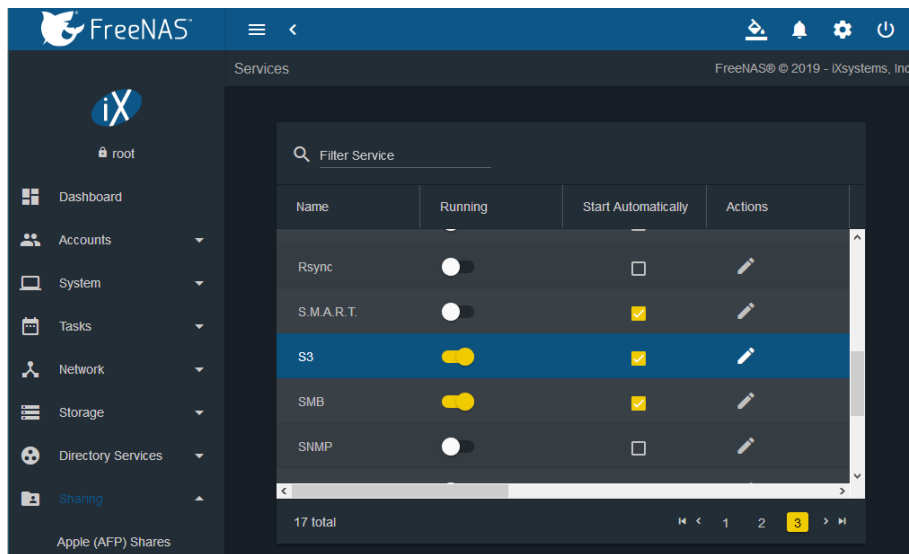 FreeNAS™
Services
FreeNAS® © 2019 - iXsystems, Inc
iX
root
Dashboard
Accounts
System
Tasks
Network
Storage
Directory Services
Sharing
Apple (AFP) Shares
Filter Service
Name Running Start Automatically Actions
Rsync
S.M.A.R.T.
S3
SMB
SNMP
17 total
1 2 3